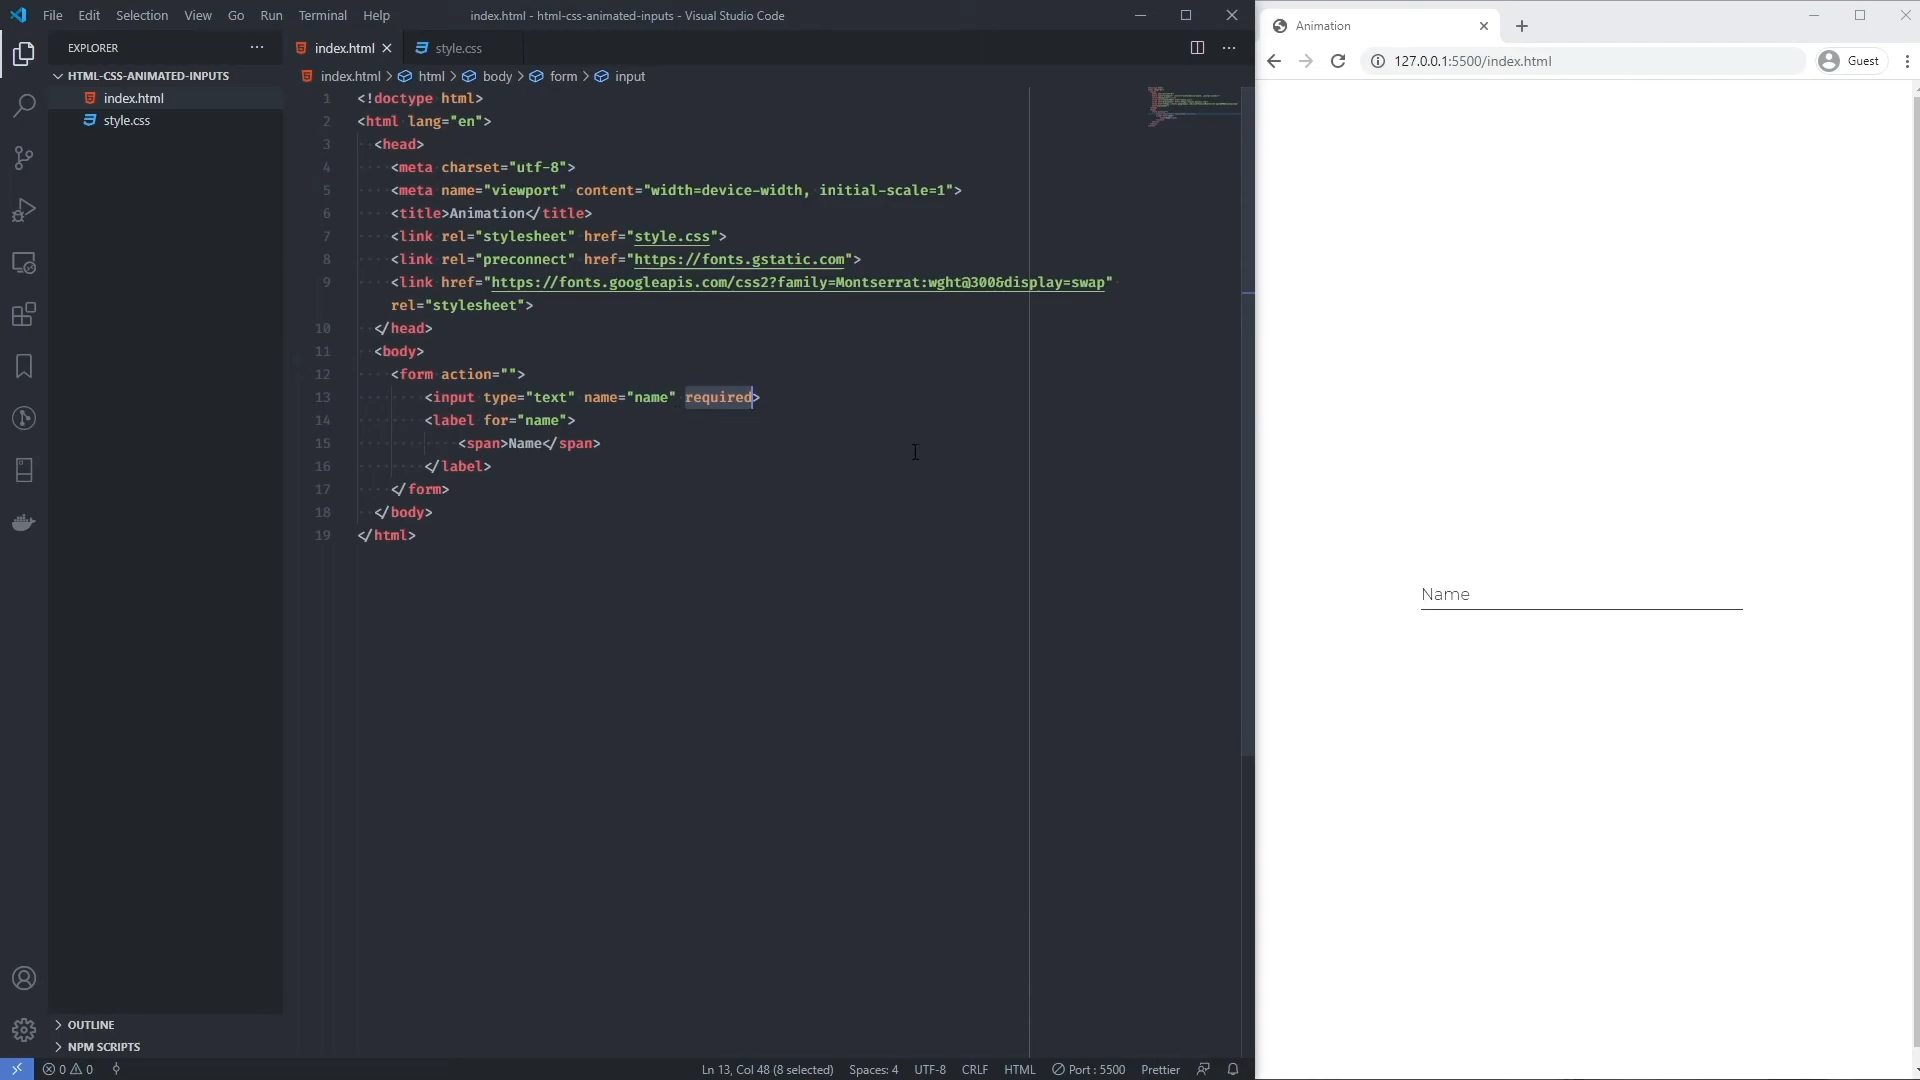 File Edit Selection View Go Run Terminal Help
index.html - html-css-animated-inputs - Visual Studio Code
EXPLORER
HTML-CSS-ANIMATED-INPUTS
index.html
style.css
OUTLINE
NPM SCRIPTS
index.html style.css
index.html > html > body > form > input
1 <!doctype html>
2 <html lang="en">
3 <head>
4 <meta charset="utf-8">
5 <meta name="viewport" content="width=device-width, initial-scale=1">
6 <title>Animation</title>
7 <link rel="stylesheet" href="style.css">
8 <link rel="preconnect" href="https://fonts.gstatic.com">
9 <link href="https://fonts.googleapis.com/css2?family=Montserrat:wght@300&display=swap"
rel="stylesheet">
10 </head>
11 <body>
12 <form action="">
13 <input type="text" name="name" required>
14 <label for="name">
15 <span>Name</span>
16 </label>
17 </form>
18 </body>
19 </html>
0 0
Ln 13, Col 48 (8 selected) Spaces: 4 UTF-8 CRLF HTML Port : 5500 Prettier
Animation
127.0.0.1:5500/index.html
Guest
Name